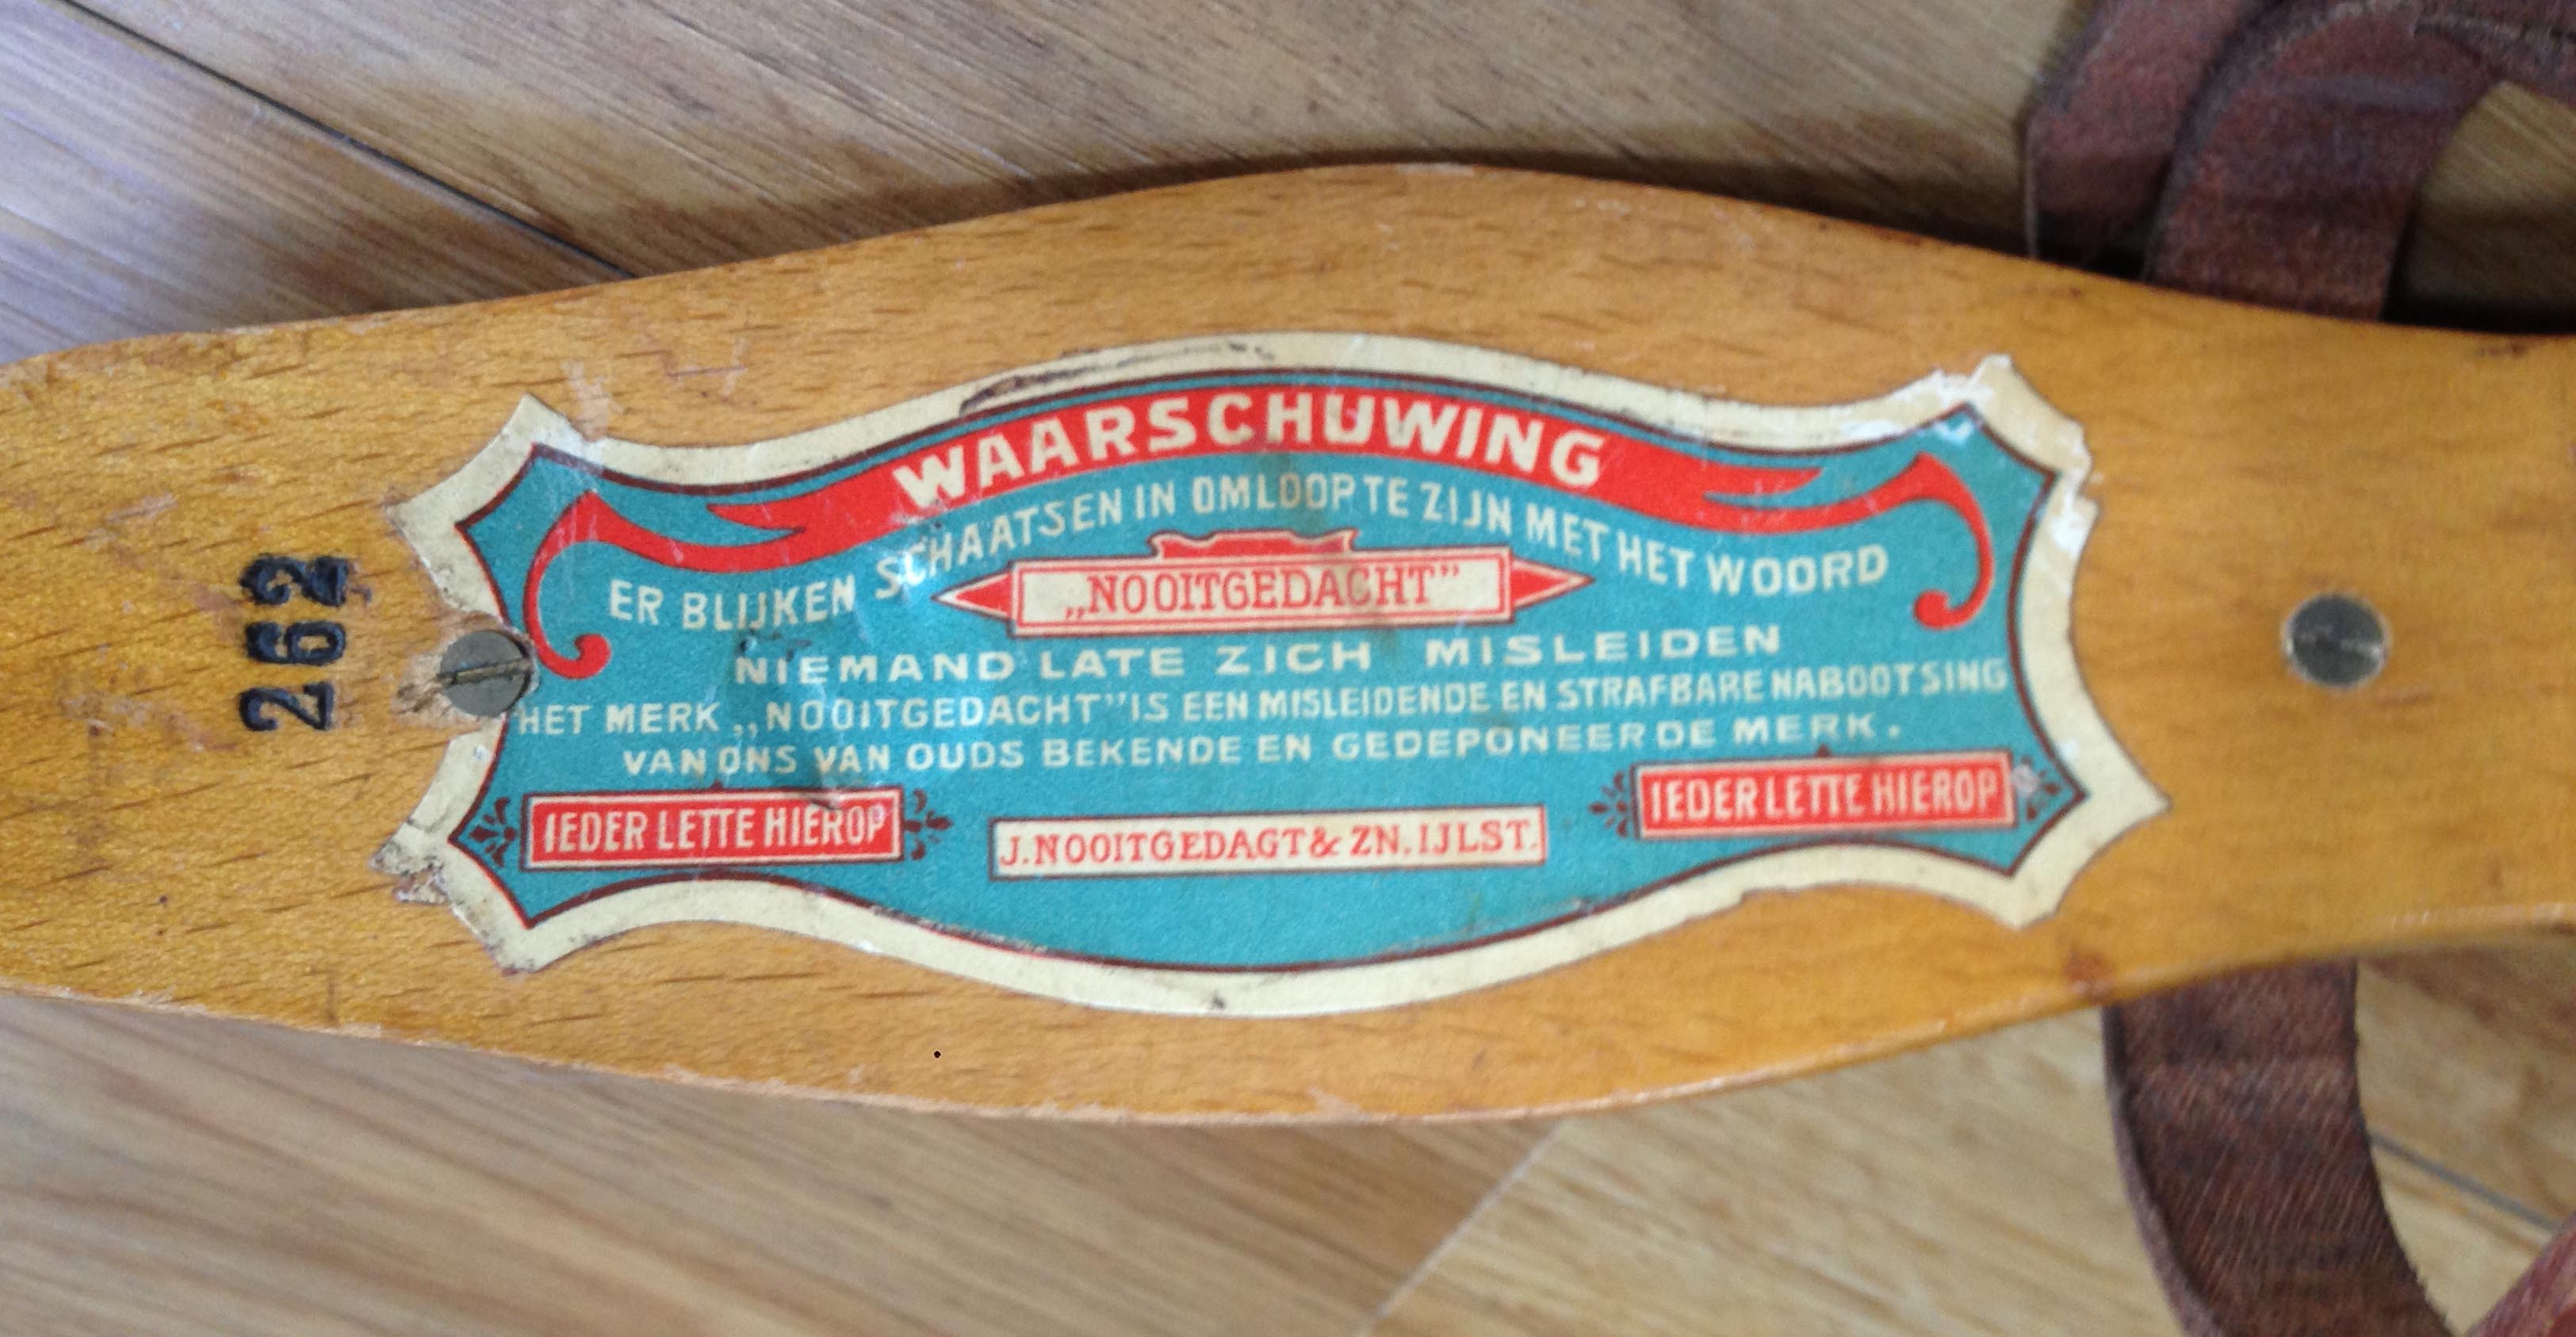 WAARSCHUWING
ER BLIJKEN SCHAATSEN IN OMLOOP TE ZIJN MET HET WOORD
„NOOITGEDACHT”
NIEMAND LATE ZICH MISLEIDEN
HET MERK „NOOITGEDACHT” IS EEN MISLEIDENDE EN STRAFBARE NABOOTSING
VAN ONS VAN OUDS BEKENDE EN GEDEPONEERDE MERK.
IEDER LETTE HIEROP
J. NOOITGEDAGT & ZN. IJLST.
IEDER LETTE HIEROP
262